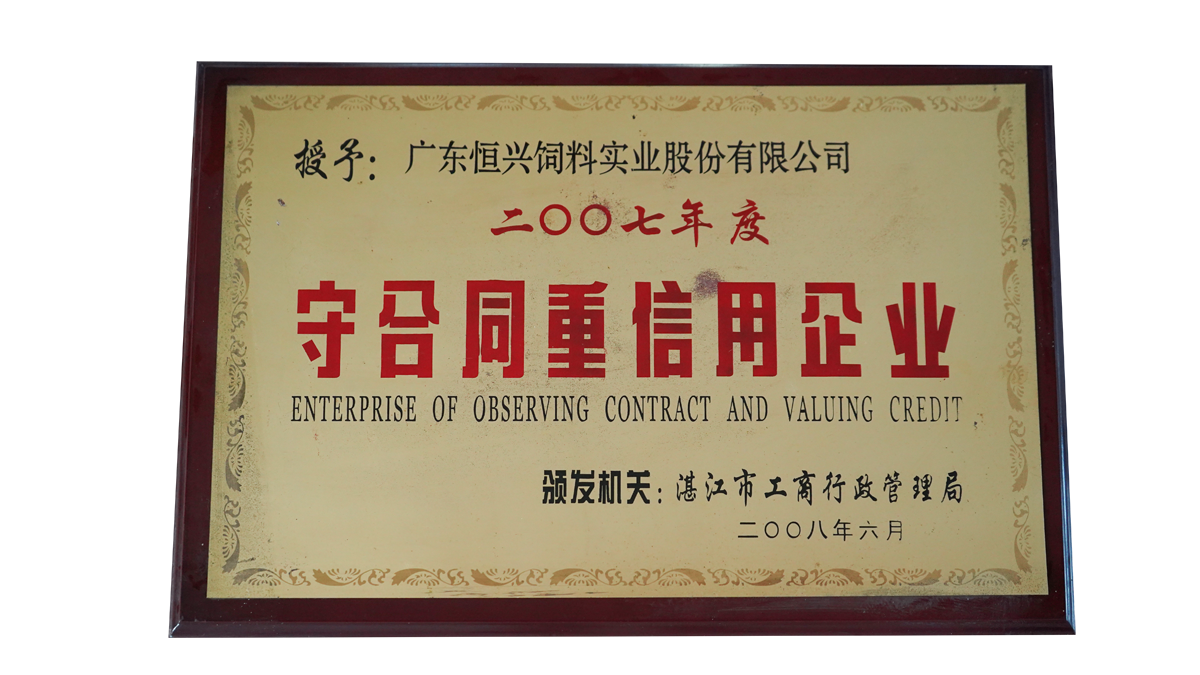 授予：广东恒兴饲料实业股份有限公司
二〇〇七年度
守合同重信用企业
ENTERPRISE OF OBSERVING CONTRACT AND VALUING CREDIT
颁发机关：湛江市工商行政管理局
二〇〇八年六月